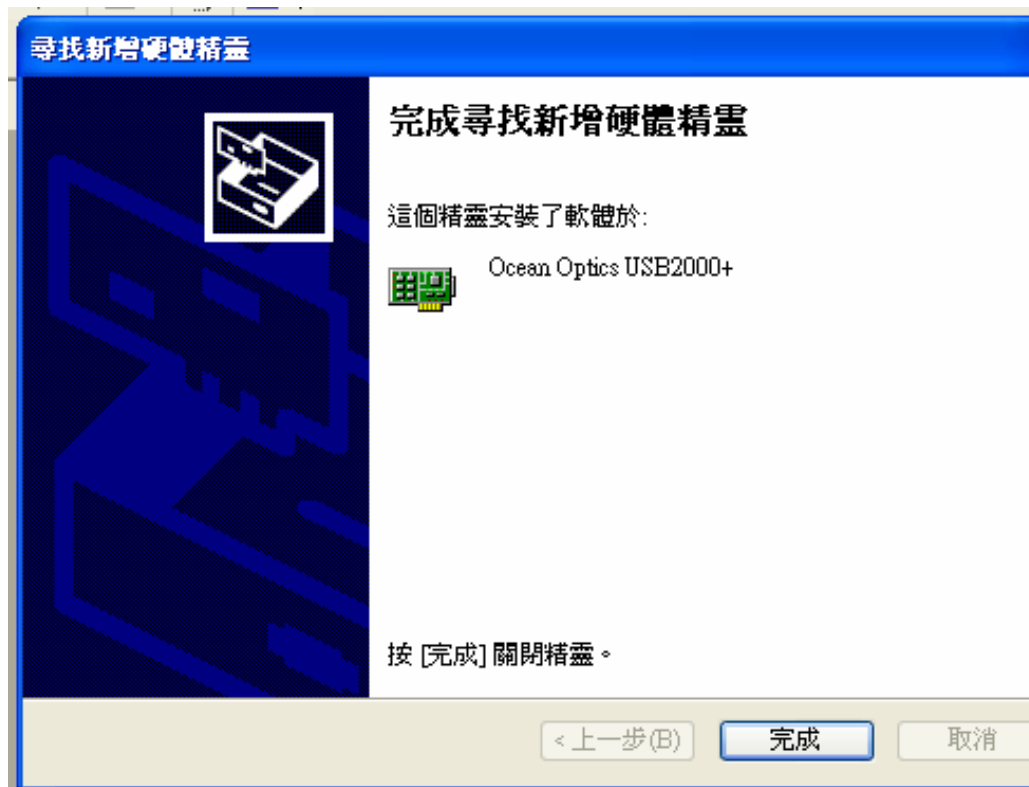 尋找新增硬體精靈
完成尋找新增硬體精靈
這個精靈安裝了軟體於:
Ocean Optics USB2000+
按 [完成] 關閉精靈。
< 上一步(B)
完成
取消